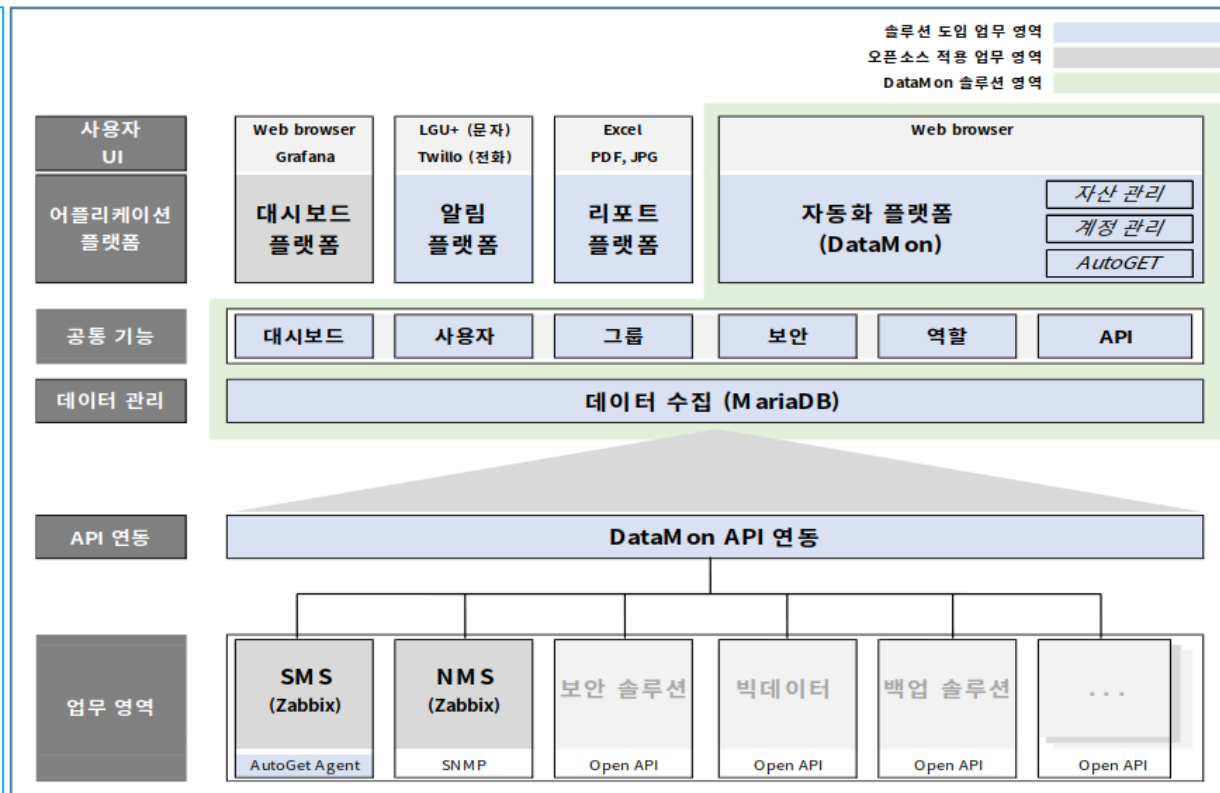 솔루션 도입 업무 영역
오픈소스 적용 업무 영역
DataMon 솔루션 영역
사용자
UI
Web browser
Grafana
LGU+ (문자)
Twillo (전화)
Excel
PDF, JPG
Web browser
어플리케이션
플랫폼
대시보드
플랫폼
알림
플랫폼
리포트
플랫폼
자동화 플랫폼
(DataMon)
자산 관리
계정 관리
AutoGET
공통 기능
대시보드
사용자
그룹
보안
역할
API
데이터 관리
데이터 수집 (MariaDB)
API 연동
DataMon API 연동
업무 영역
SMS
(Zabbix)
AutoGet Agent
NMS
(Zabbix)
SNMP
보안 솔루션
Open API
빅데이터
Open API
백업 솔루션
Open API
...
Open API